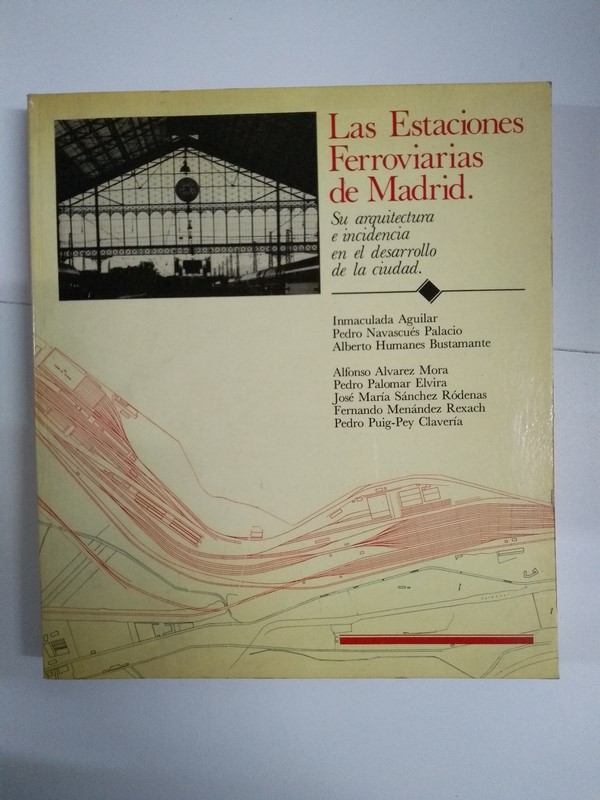 Las Estaciones
Ferroviarias
de Madrid.
Su arquitectura
e incidencia
en el desarrollo
de la ciudad.
Inmaculada Aguilar
Pedro Navascués Palacio
Alberto Humanes Bustamante
Alfonso Alvarez Mora
Pedro Palomar Elvira
José María Sánchez Ródenas
Fernando Menández Rexach
Pedro Puig-Pey Clavería